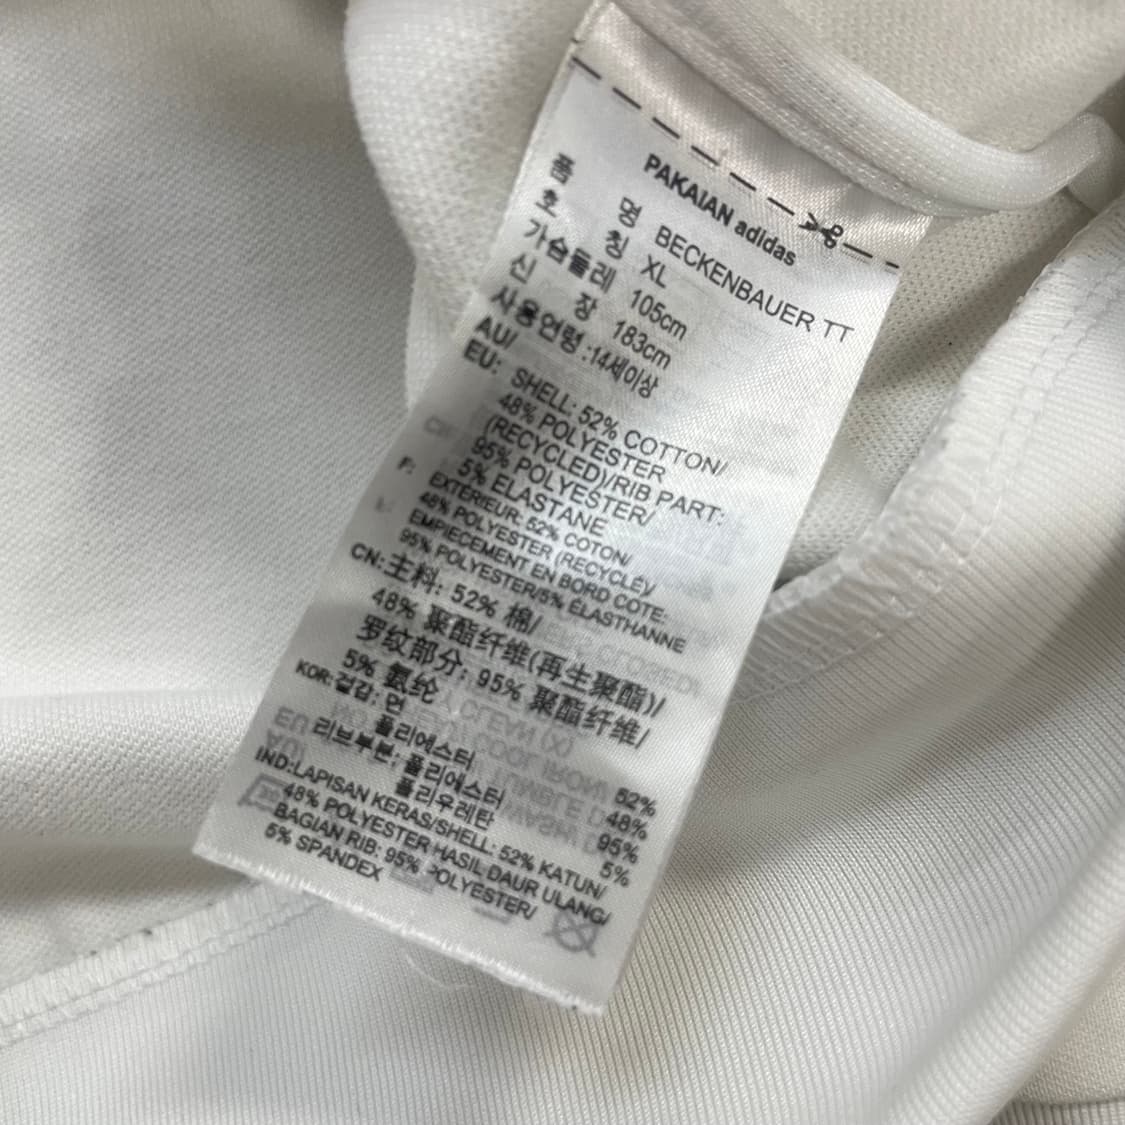 PAKAIAN adidas
품 명 BECKENBAUER TT
호 칭 XL
가슴둘레 105cm
신 장 183cm
사용연령 :14세이상
AU/
EU: SHELL: 52% COTTON/
48% POLYESTER
(RECYCLED)/RIB PART:
95% POLYESTER/
5% ELASTANE
F: EXTERIEUR: 52% COTON/
48% POLYESTER (RECYCLÉ)/
EMPIECEMENT EN BORD COTE:
95% POLYESTER/5% ÉLASTHANNE
CN: 主料: 52% 棉/
48% 聚酯纤维(再生聚酯)/
罗纹部分: 95% 聚酯纤维/
5% 氨纶
KOR: 겉감: 면 52%
폴리에스터 48%
리브부분: 폴리에스터 95%
폴리우레탄 5%
IND:LAPISAN KERAS/SHELL: 52% KATUN/
48% POLYESTER HASIL DAUR ULANG/
BAGIAN RIB: 95% POLYESTER/
5% SPANDEX